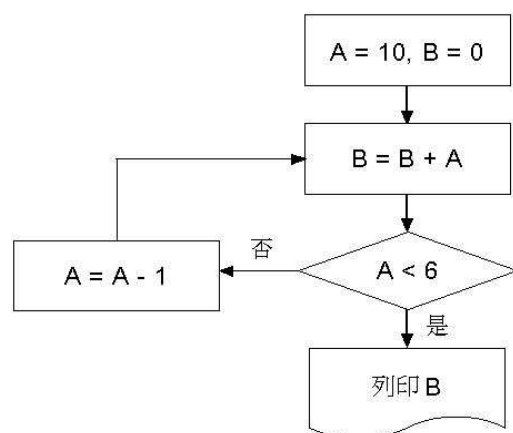 A = 10, B = 0
B = B + A
A < 6
否
A = A - 1
是
列印 B